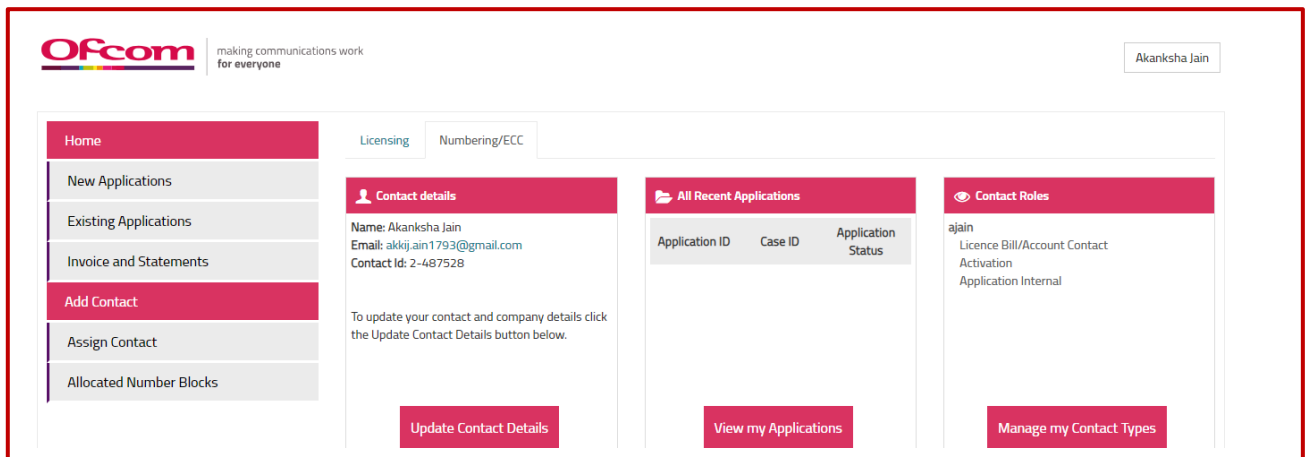 Ofcom
making communications work
for everyone
Akanksha Jain
Home
New Applications
Existing Applications
Invoice and Statements
Add Contact
Assign Contact
Allocated Number Blocks
Licensing
Numbering/ECC
Contact details
Name: Akanksha Jain
Email: akkij.ain1793@gmail.com
Contact Id: 2-487528
To update your contact and company details click
the Update Contact Details button below.
Update Contact Details
All Recent Applications
Application ID
Case ID
Application
Status
View my Applications
Contact Roles
ajain
Licence Bill/Account Contact
Activation
Application Internal
Manage my Contact Types